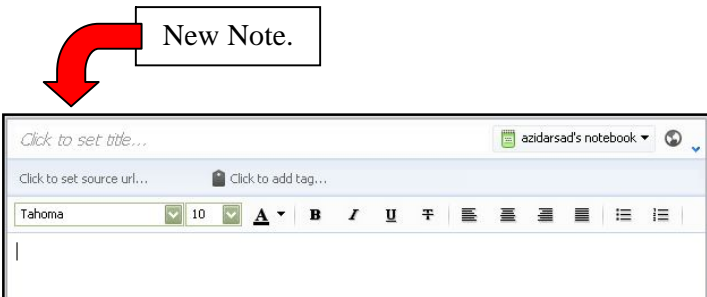 New Note.
Click to set title...
azidarsad's notebook
Click to set source url...
Click to add tag...
Tahoma
10
A
B
I
U
T